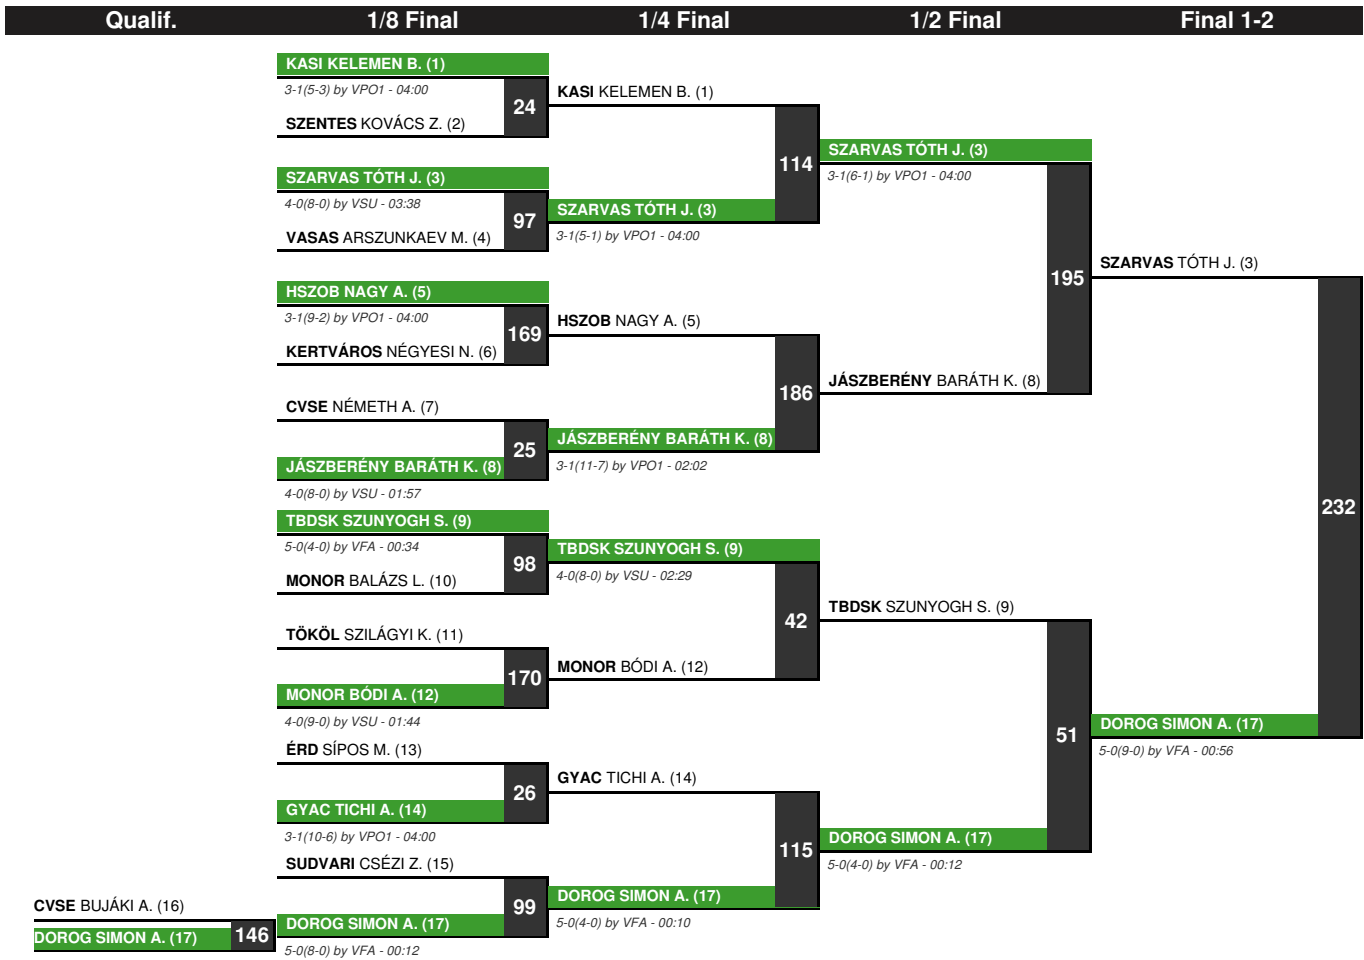 Qualif. 1/8 Final 1/4 Final 1/2 Final Final 1-2
KASI KELEMEN B. (1)
3-1(5-3) by VPO1 - 04:00
24
SZENTES KOVÁCS Z. (2)
SZARVAS TÓTH J. (3)
4-0(8-0) by VSU - 03:38
97
VASAS ARSZUNKAEV M. (4)
HSZOB NAGY A. (5)
3-1(9-2) by VPO1 - 04:00
169
KERTVÁROS NÉGYESI N. (6)
CVSE NÉMETH A. (7)
25
JÁSZBERÉNY BARÁTH K. (8)
4-0(8-0) by VSU - 01:57
TBDSK SZUNYOGH S. (9)
5-0(4-0) by VFA - 00:34
98
MONOR BALÁZS L. (10)
TÖKÖL SZILÁGYI K. (11)
170
MONOR BÓDI A. (12)
4-0(9-0) by VSU - 01:44
ÉRD SÍPOS M. (13)
26
GYAC TICHI A. (14)
3-1(10-6) by VPO1 - 04:00
SUDVARI CSÉZI Z. (15)
99
DOROG SIMON A. (17)
5-0(8-0) by VFA - 00:12
CVSE BUJÁKI A. (16)
DOROG SIMON A. (17)
146
KASI KELEMEN B. (1)
114
SZARVAS TÓTH J. (3)
3-1(5-1) by VPO1 - 04:00
HSZOB NAGY A. (5)
186
JÁSZBERÉNY BARÁTH K. (8)
3-1(11-7) by VPO1 - 02:02
TBDSK SZUNYOGH S. (9)
4-0(8-0) by VSU - 02:29
42
MONOR BÓDI A. (12)
GYAC TICHI A. (14)
115
DOROG SIMON A. (17)
5-0(4-0) by VFA - 00:10
SZARVAS TÓTH J. (3)
3-1(6-1) by VPO1 - 04:00
195
JÁSZBERÉNY BARÁTH K. (8)
TBDSK SZUNYOGH S. (9)
51
DOROG SIMON A. (17)
5-0(4-0) by VFA - 00:12
SZARVAS TÓTH J. (3)
232
DOROG SIMON A. (17)
5-0(9-0) by VFA - 00:56